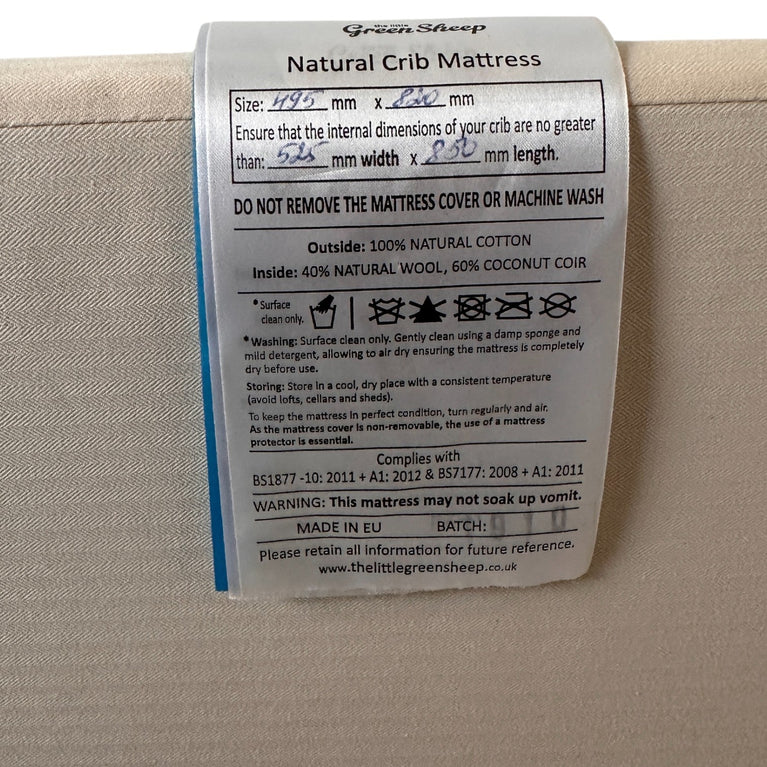 the little
Green Sheep
Natural Crib Mattress
Size: 495 mm x 820 mm
Ensure that the internal dimensions of your crib are no greater
than: 525 mm width x 850 mm length.
DO NOT REMOVE THE MATTRESS COVER OR MACHINE WASH
Outside: 100% NATURAL COTTON
Inside: 40% NATURAL WOOL, 60% COCONUT COIR
*Surface
clean only.
*Washing: Surface clean only. Gently clean using a damp sponge and
mild detergent, allowing to air dry ensuring the mattress is completely
dry before use.
Storing: Store in a cool, dry place with a consistent temperature
(avoid lofts, cellars and sheds).
To keep the mattress in perfect condition, turn regularly and air.
As the mattress cover is non-removable, the use of a mattress
protector is essential.
Complies with
BS1877 -10: 2011 + A1: 2012 & BS7177: 2008 + A1: 2011
WARNING: This mattress may not soak up vomit.
MADE IN EU BATCH:
Please retain all information for future reference.
www.thelittlegreensheep.co.uk